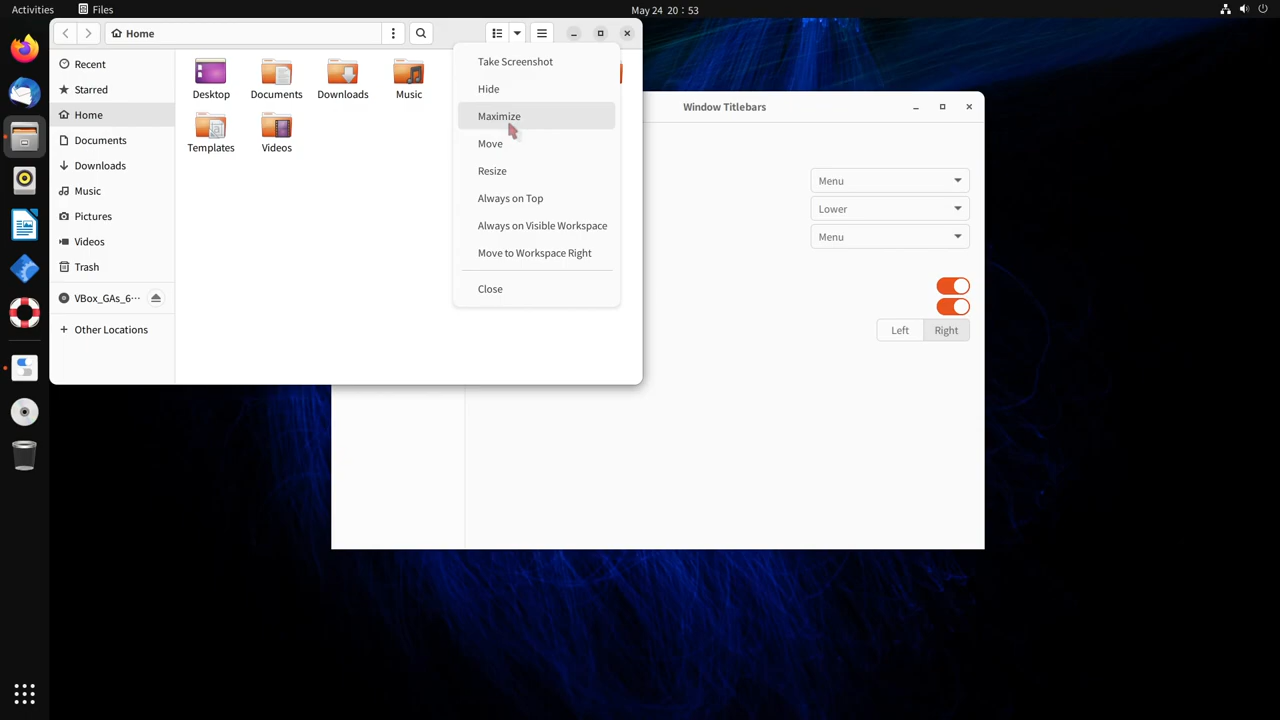 Activities
Files
May 24 20:53
Home
Recent
Starred
Home
Documents
Downloads
Music
Pictures
Videos
Trash
VBox_GAs_6…
Other Locations
Desktop
Documents
Downloads
Music
Templates
Videos
Take Screenshot
Hide
Maximize
Move
Resize
Always on Top
Always on Visible Workspace
Move to Workspace Right
Close
Window Titlebars
Menu
Lower
Menu
Left
Right